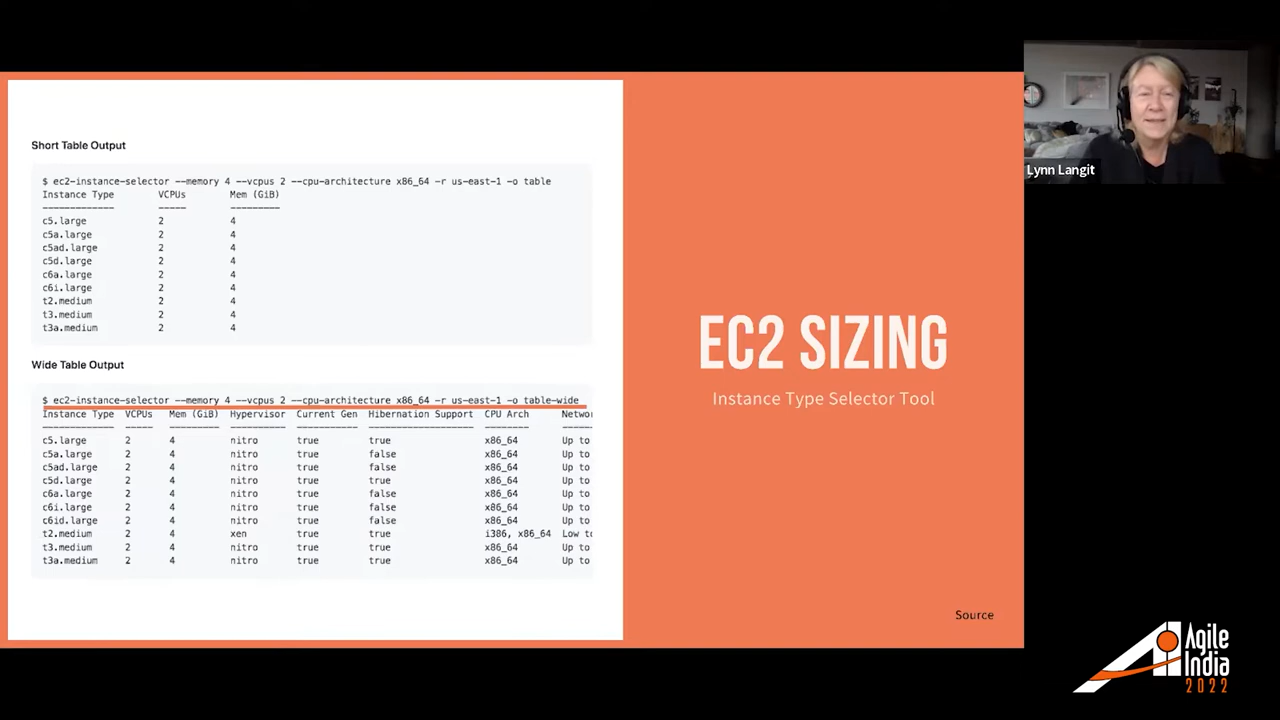 Short Table Output
$ ec2-instance-selector --memory 4 --vcpus 2 --cpu-architecture x86_64 -r us-east-1 -o table
Instance Type VCPUs Mem (GiB)
------------- ----- ---------
c5.large 2 4
c5a.large 2 4
c5ad.large 2 4
c5d.large 2 4
c6a.large 2 4
c6i.large 2 4
t2.medium 2 4
t3.medium 2 4
t3a.medium 2 4
Wide Table Output
$ ec2-instance-selector --memory 4 --vcpus 2 --cpu-architecture x86_64 -r us-east-1 -o table-wide
Instance Type VCPUs Mem (GiB) Hypervisor Current Gen Hibernation Support CPU Arch Networ
------------- ----- --------- ---------- ----------- ------------------- -------- ------
c5.large 2 4 nitro true true x86_64 Up to
c5a.large 2 4 nitro true false x86_64 Up to
c5ad.large 2 4 nitro true false x86_64 Up to
c5d.large 2 4 nitro true true x86_64 Up to
c6a.large 2 4 nitro true false x86_64 Up to
c6i.large 2 4 nitro true false x86_64 Up to
c6id.large 2 4 nitro true false x86_64 Up to
t2.medium 2 4 xen true true i386, x86_64 Low to
t3.medium 2 4 nitro true true x86_64 Up to
t3a.medium 2 4 nitro true true x86_64 Up to
EC2 SIZING
Instance Type Selector Tool
Source
Lynn Langit
Agile
India
2022